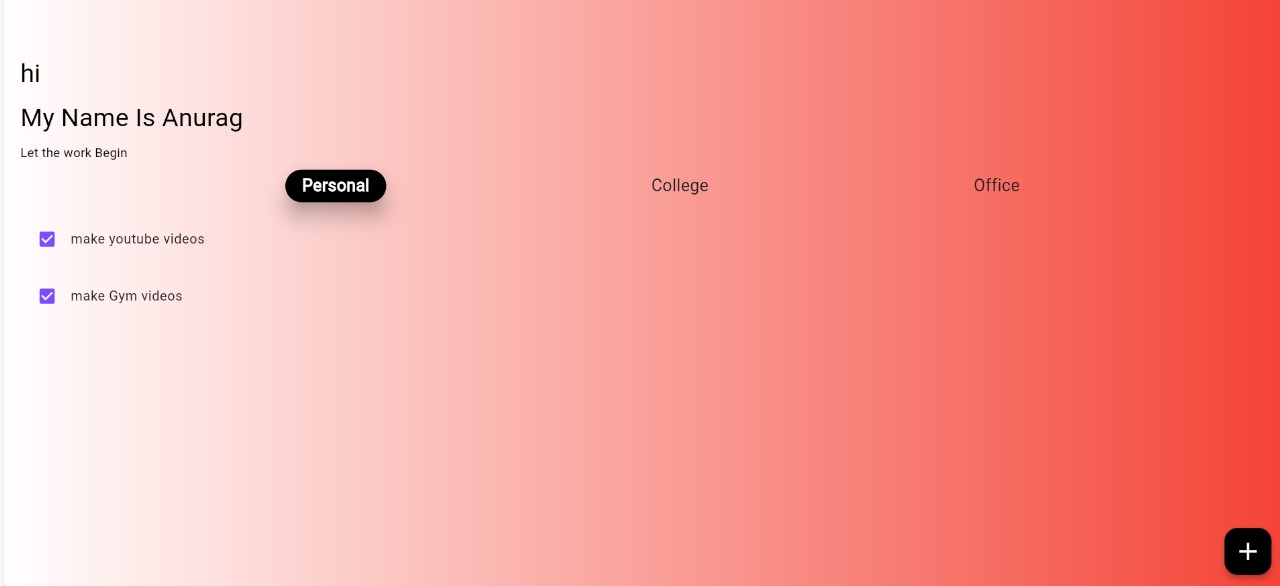 hi
My Name Is Anurag
Let the work Begin
Personal College Office
make youtube videos
make Gym videos